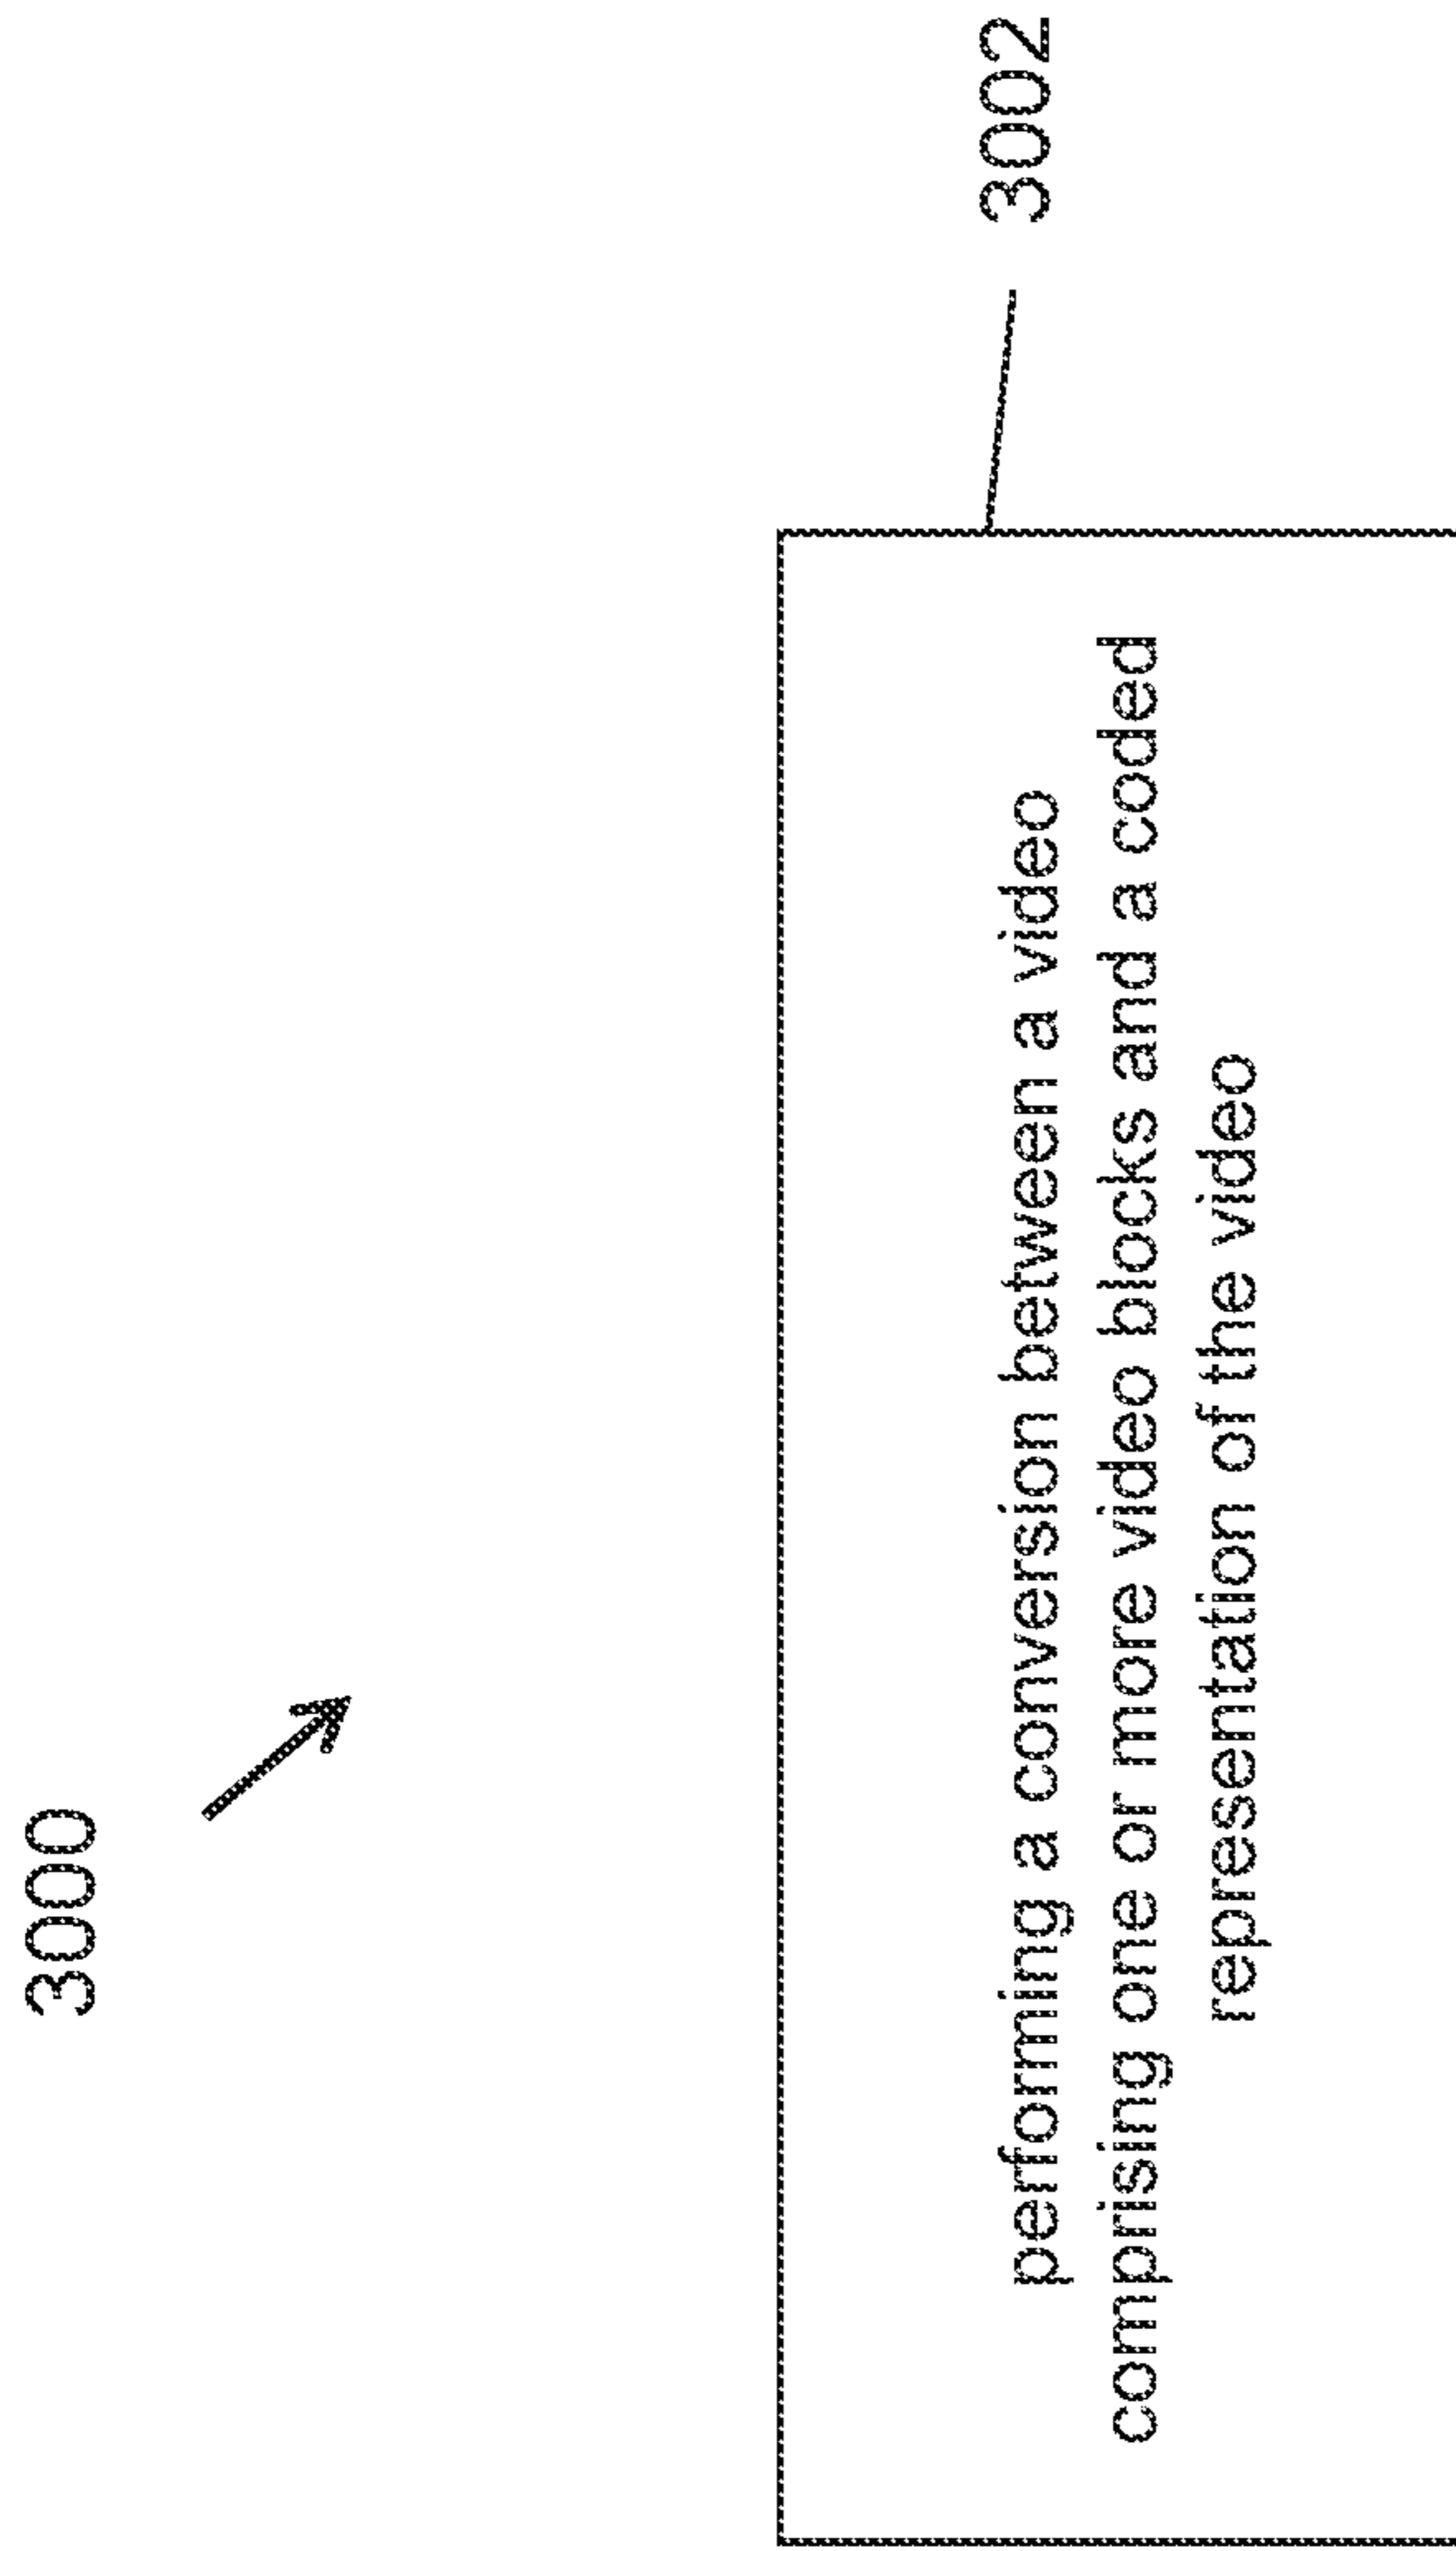 3000
3002
performing a conversion between a video
comprising one or more video blocks and a coded
representation of the video